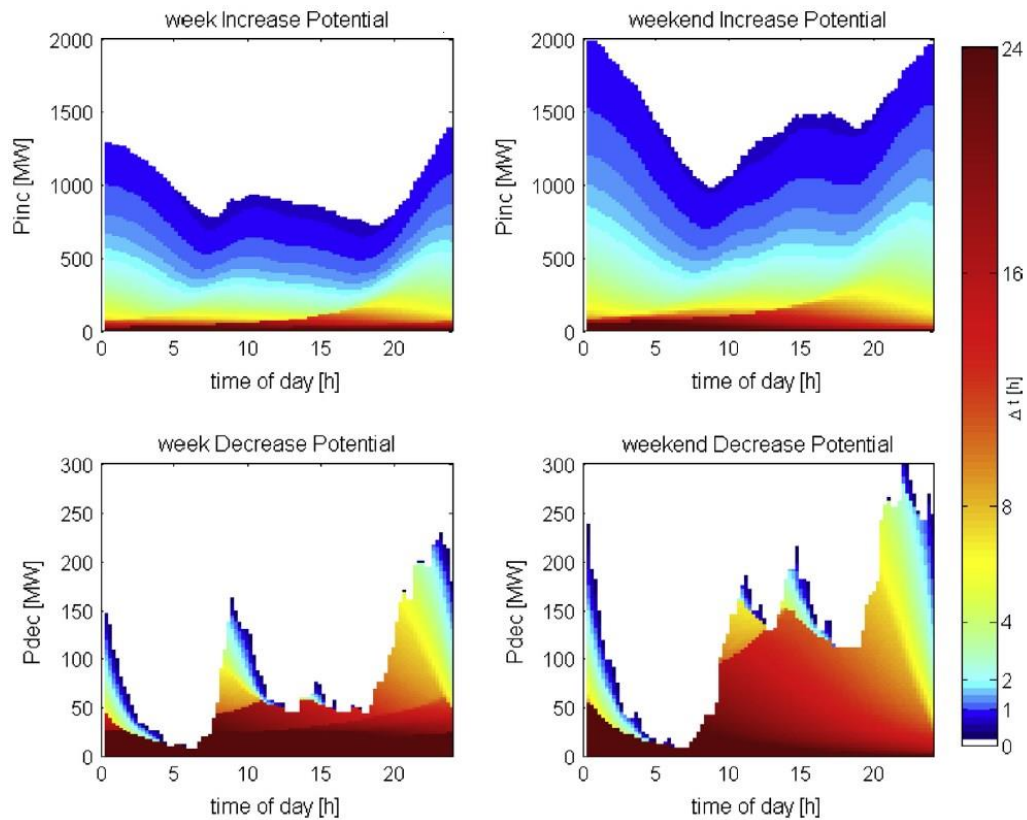 week Increase Potential
2000
1500
1000
500
0
Pinc [MW]
0 5 10 15 20
time of day [h]
weekend Increase Potential
2000
1500
1000
500
0
Pinc [MW]
0 5 10 15 20
time of day [h]
week Decrease Potential
300
250
200
150
100
50
0
Pdec [MW]
0 5 10 15 20
time of day [h]
weekend Decrease Potential
300
250
200
150
100
50
0
Pdec [MW]
0 5 10 15 20
time of day [h]
24
16
8
4
2
1
0
Δ t [h]